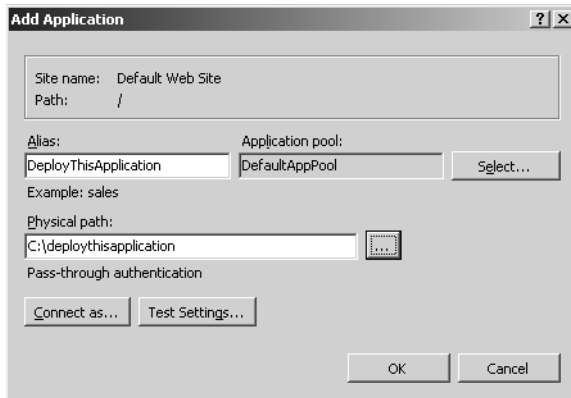 Add Application
Site name: Default Web Site
Path: /
Alias: Application pool:
DeployThisApplication DefaultAppPool Select...
Example: sales
Physical path:
C:\deploythisapplication ...
Pass-through authentication
Connect as... Test Settings...
OK Cancel